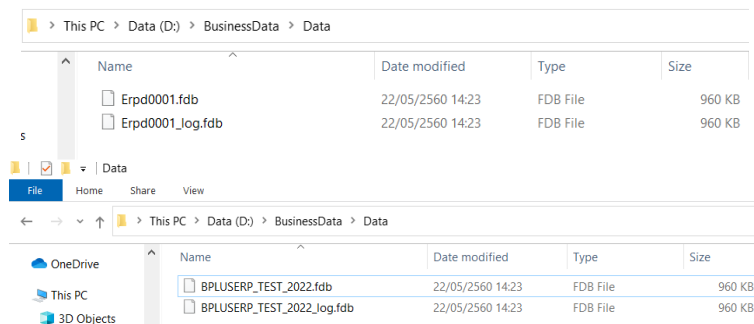 This PC > Data (D:) > BusinessData > Data
Name Date modified Type Size
Erpd0001.fdb 22/05/2560 14:23 FDB File 960 KB
Erpd0001_log.fdb 22/05/2560 14:23 FDB File 960 KB
s
Data
File Home Share View
This PC > Data (D:) > BusinessData > Data
Name Date modified Type Size
OneDrive
BPLUSERP_TEST_2022.fdb 22/05/2560 14:23 FDB File 960 KB
This PC
BPLUSERP_TEST_2022_log.fdb 22/05/2560 14:23 FDB File 960 KB
3D Objects